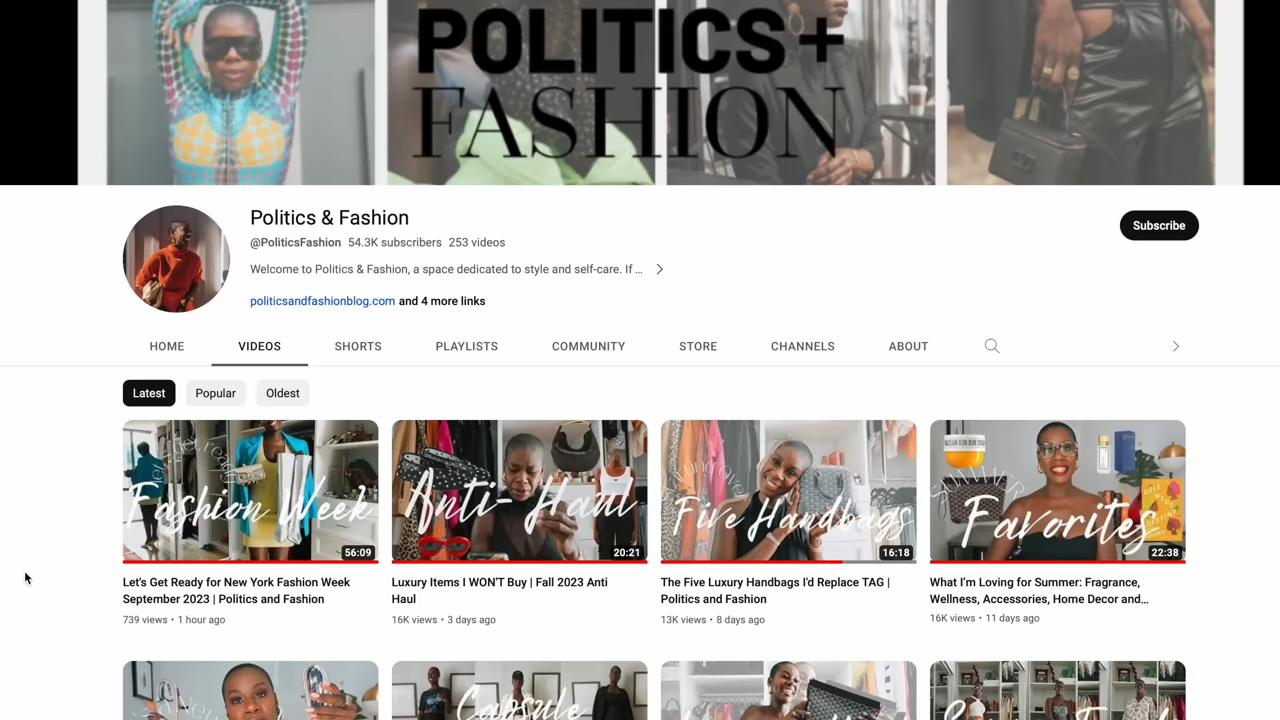 POLITICS+
FASHION
Politics & Fashion
@PoliticsFashion 54.3K subscribers 253 videos
Subscribe
Welcome to Politics & Fashion, a space dedicated to style and self-care. If ...
politicsandfashionblog.com and 4 more links
HOME VIDEOS SHORTS PLAYLISTS COMMUNITY STORE CHANNELS ABOUT
Latest Popular Oldest
Fashion Week
56:09
Anti-Haul
20:21
Five Handbags
16:18
SUMMER
Favorites
22:38
Let's Get Ready for New York Fashion Week
September 2023 | Politics and Fashion
739 views • 1 hour ago
Luxury Items I WON'T Buy | Fall 2023 Anti
Haul
16K views • 3 days ago
The Five Luxury Handbags I'd Replace TAG |
Politics and Fashion
13K views • 8 days ago
What I'm Loving for Summer: Fragrance,
Wellness, Accessories, Home Decor and...
16K views • 11 days ago
Capsule